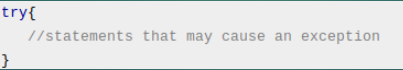 try{
//statements that may cause an exception
}